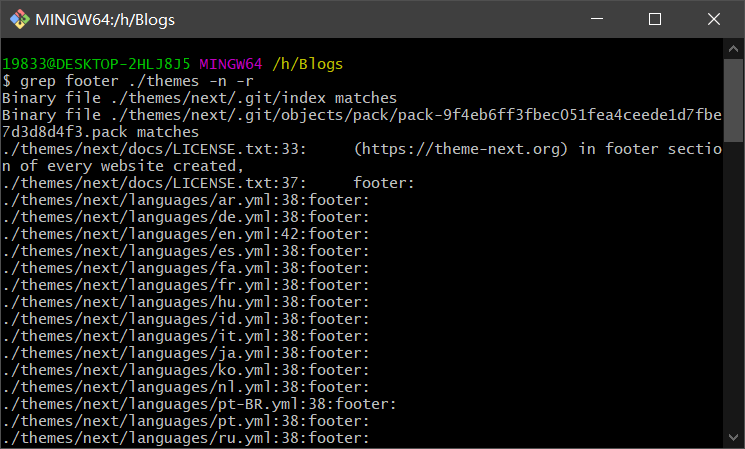 MINGW64:/h/Blogs
19833@DESKTOP-2HLJ8J5 MINGW64 /h/Blogs
$ grep footer ./themes -n -r
Binary file ./themes/next/.git/index matches
Binary file ./themes/next/.git/objects/pack/pack-9f4eb6ff3fbec051fea4ceede1d7fbe
7d3d8d4f3.pack matches
./themes/next/docs/LICENSE.txt:33:     (https://theme-next.org) in footer sectio
n of every website created,
./themes/next/docs/LICENSE.txt:37:     footer:
./themes/next/languages/ar.yml:38:footer:
./themes/next/languages/de.yml:38:footer:
./themes/next/languages/en.yml:42:footer:
./themes/next/languages/es.yml:38:footer:
./themes/next/languages/fa.yml:38:footer:
./themes/next/languages/fr.yml:38:footer:
./themes/next/languages/hu.yml:38:footer:
./themes/next/languages/id.yml:38:footer:
./themes/next/languages/it.yml:38:footer:
./themes/next/languages/ja.yml:38:footer:
./themes/next/languages/ko.yml:38:footer:
./themes/next/languages/nl.yml:38:footer:
./themes/next/languages/pt-BR.yml:38:footer:
./themes/next/languages/pt.yml:38:footer:
./themes/next/languages/ru.yml:38:footer: